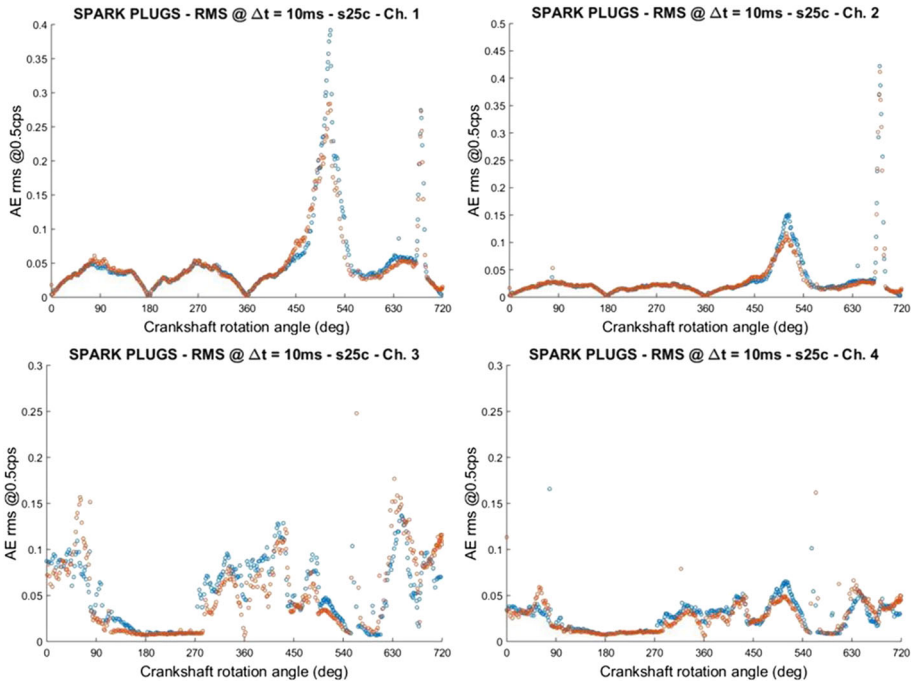 SPARK PLUGS - RMS @ Δt = 10ms - s25c - Ch. 1
0.4
0.35
0.3
0.25
0.2
0.15
0.1
0.05
0
AE rms @0.5cps
0 90 180 270 360 450 540 630 720
Crankshaft rotation angle (deg)
SPARK PLUGS - RMS @ Δt = 10ms - s25c - Ch. 2
0.5
0.45
0.4
0.35
0.3
0.25
0.2
0.15
0.1
0.05
0
AE rms @0.5cps
0 90 180 270 360 450 540 630 720
Crankshaft rotation angle (deg)
SPARK PLUGS - RMS @ Δt = 10ms - s25c - Ch. 3
0.3
0.25
0.2
0.15
0.1
0.05
0
AE rms @0.5cps
0 90 180 270 360 450 540 630 720
Crankshaft rotation angle (deg)
SPARK PLUGS - RMS @ Δt = 10ms - s25c - Ch. 4
0.3
0.25
0.2
0.15
0.1
0.05
0
AE rms @0.5cps
0 90 180 270 360 450 540 630 720
Crankshaft rotation angle (deg)